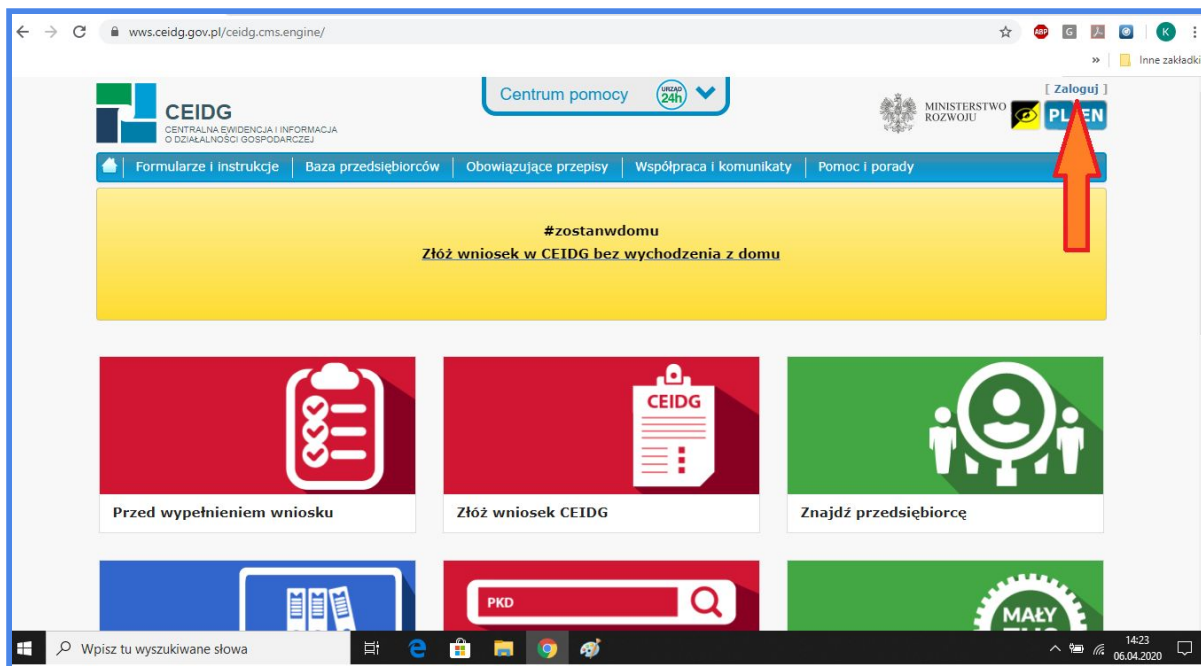 wws.ceidg.gov.pl/ceidg.cms.engine/
ABP
G
K
» Inne zakładki
CEIDG
CENTRALNA EWIDENCJA I INFORMACJA
O DZIAŁALNOŚCI GOSPODARCZEJ
Centrum pomocy
URZĄD
24h
[ Zaloguj ]
MINISTERSTWO
ROZWOJU
PL EN
Formularze i instrukcje
Baza przedsiębiorców
Obowiązujące przepisy
Współpraca i komunikaty
Pomoc i porady
#zostanwdomu
Złóż wniosek w CEIDG bez wychodzenia z domu
CEIDG
Przed wypełnieniem wniosku
Złóż wniosek CEIDG
Znajdź przedsiębiorcę
PKD
MAŁY
Wpisz tu wyszukiwane słowa
14:23
06.04.2020